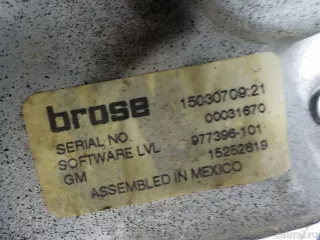 brose 15030709:21
SERIAL NO. 00031670
SOFTWARE LVL 977396-101
GM 15252619
ASSEMBLED IN MEXICO